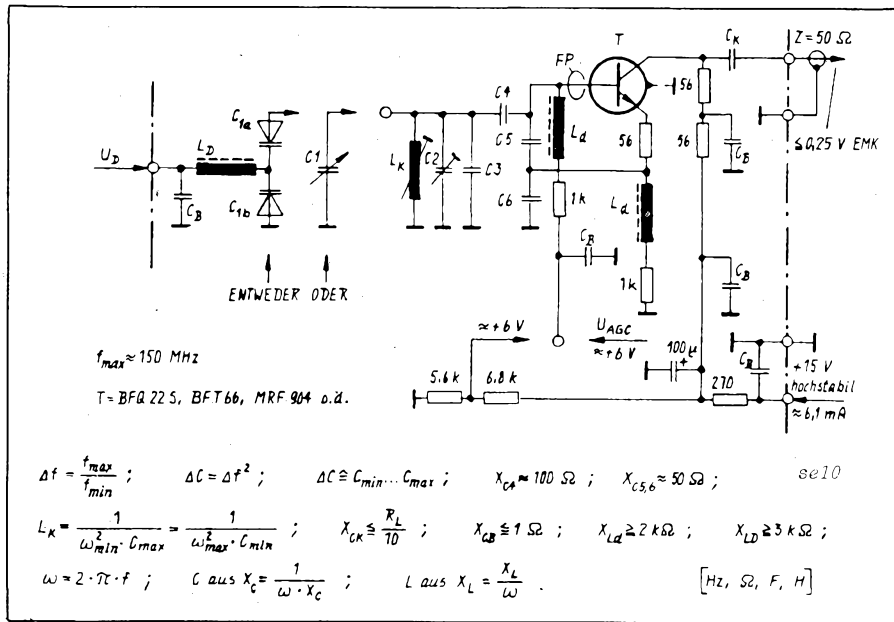 T
C_K
Z = 50 Ω
FP
56
C4
C_1a
L_D
U_D
C1
L_K
C2
C3
C5
L_d
56
56
C_B
≤ 0,25 V EMK
C_B
C_1b
C6
1k
L_d
C_B
1k
C_B
ENTWEDER ODER
≈ +6 V
U_AGC
≈ +6 V
100 µ
+
C_B
+15 V
hochstabil
≈ 6,1 mA
f_max ≈ 150 MHz
5.6 k
6.8 k
270
T = BFQ 22 S, BFT 66, MRF 904 o.ä.
Δf = f_max / f_min ; ΔC = Δf² ; ΔC ≙ C_min ... C_max ; X_C4 ≈ 100 Ω ; X_C5,6 ≈ 50 Ω ; se10
L_K = 1 / (ω²_min · C_max) = 1 / (ω²_max · C_min) ; X_CK ≦ R_L / 10 ; X_CB ≦ 1 Ω ; X_Ld ≧ 2 kΩ ; X_LD ≧ 3 kΩ ;
ω = 2 · π · f ; C aus X_C = 1 / (ω · X_C) ; L aus X_L = X_L / ω . [Hz, Ω, F, H]